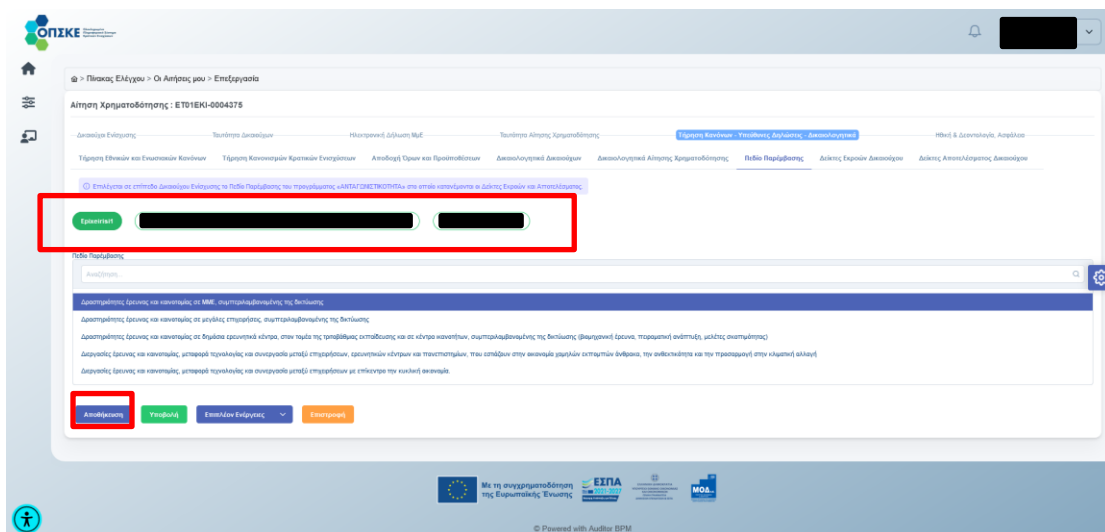 ΟΠΣΚΕ
> Πίνακας Ελέγχου > Οι Αιτήσεις μου > Επεξεργασία
Αίτηση Χρηματοδότησης : ΕΤ01ΕΚΙ-0004375
Δικαιούχοι Ενίσχυσης Ταυτότητα Δικαιούχων Ηλεκτρονική Δήλωση ΜμΕ Ταυτότητα Αίτησης Χρηματοδότησης Τήρηση Κανόνων - Υπεύθυνες Δηλώσεις - Δικαιολογητικά Ηθική & Δεοντολογία, Ασφάλεια
Τήρηση Εθνικών και Ενωσιακών Κανόνων Τήρηση Κανονισμών Κρατικών Ενισχύσεων Αποδοχή Όρων και Προϋποθέσεων Δικαιολογητικά Δικαιούχων Δικαιολογητικά Αίτησης Χρηματοδότησης Πεδίο Παρέμβασης Δείκτες Εκροών Δικαιούχου Δείκτες Αποτελέσματος Δικαιούχου
Επιλέγεται σε επίπεδο Δικαιούχου Ενίσχυσης το Πεδίο Παρέμβασης του προγράμματος «ΑΝΤΑΓΩΝΙΣΤΙΚΟΤΗΤΑ» στο οποίο κατανέμονται οι Δείκτες Εκροών και Αποτελέσματος.
Πεδίο Παρέμβασης
Αναζήτηση...
Δραστηριότητες έρευνας και καινοτομίας σε ΜΜΕ, συμπεριλαμβανομένης της δικτύωσης
Δραστηριότητες έρευνας και καινοτομίας σε μεγάλες επιχειρήσεις, συμπεριλαμβανομένης της δικτύωσης
Δραστηριότητες έρευνας και καινοτομίας σε δημόσια ερευνητικά κέντρα, στον τομέα της τριτοβάθμιας εκπαίδευσης και σε κέντρα ικανοτήτων, συμπεριλαμβανομένης της δικτύωσης (βιομηχανική έρευνα, πειραματική ανάπτυξη, μελέτες σκοπιμότητας)
Διεργασίες έρευνας και καινοτομίας, μεταφορά τεχνολογίας και συνεργασία μεταξύ επιχειρήσεων, ερευνητικών κέντρων και πανεπιστημίων, που εστιάζουν στην οικονομία χαμηλών εκπομπών άνθρακα, την ανθεκτικότητα και την προσαρμογή στην κλιματική αλλαγή
Διεργασίες έρευνας και καινοτομίας, μεταφορά τεχνολογίας και συνεργασία μεταξύ επιχειρήσεων με επίκεντρο την κυκλική οικονομία.
Αποθήκευση Υποβολή Επιπλέον Ενέργειες Επιστροφή
Με τη συγχρηματοδότηση
της Ευρωπαϊκής Ένωσης
ΕΣΠΑ
2021-2027
ΜΟΔ
© Powered with Auditor BPM